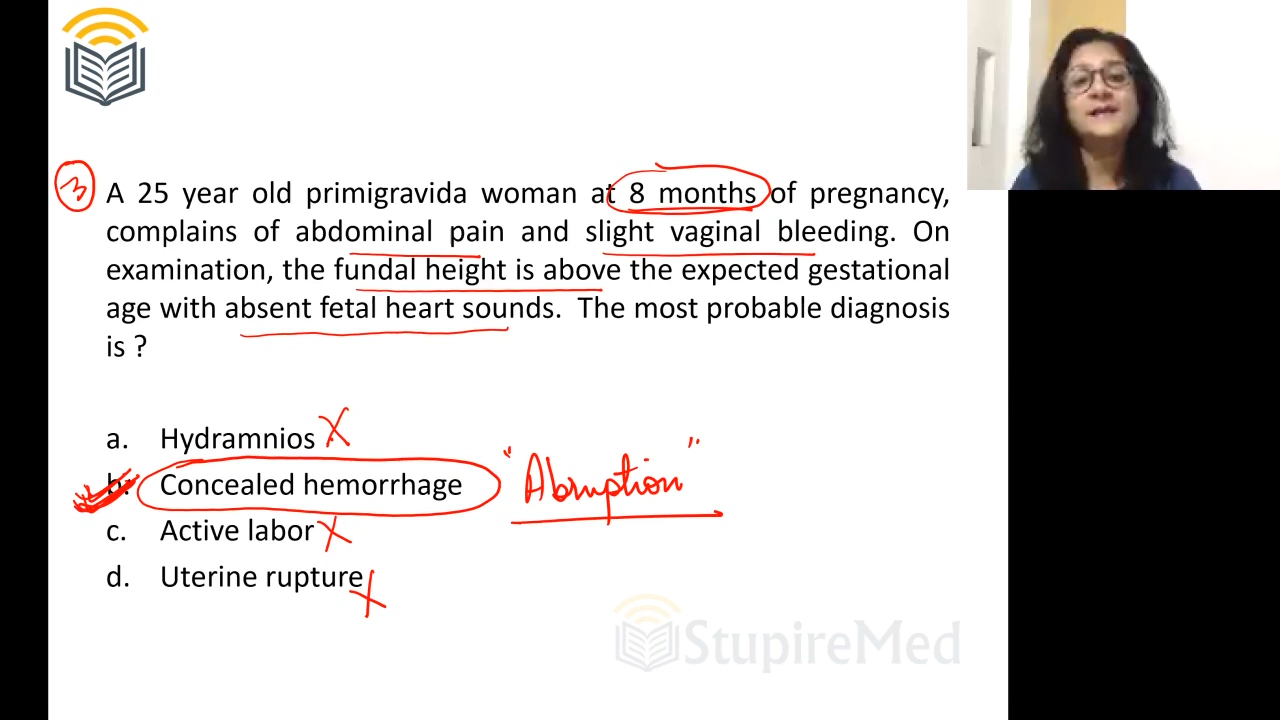 3 A 25 year old primigravida woman at 8 months of pregnancy,
complains of abdominal pain and slight vaginal bleeding. On
examination, the fundal height is above the expected gestational
age with absent fetal heart sounds. The most probable diagnosis
is ?
a. Hydramnios X
b. Concealed hemorrhage "Abruption"
c. Active labor X
d. Uterine rupture X
StupireMed